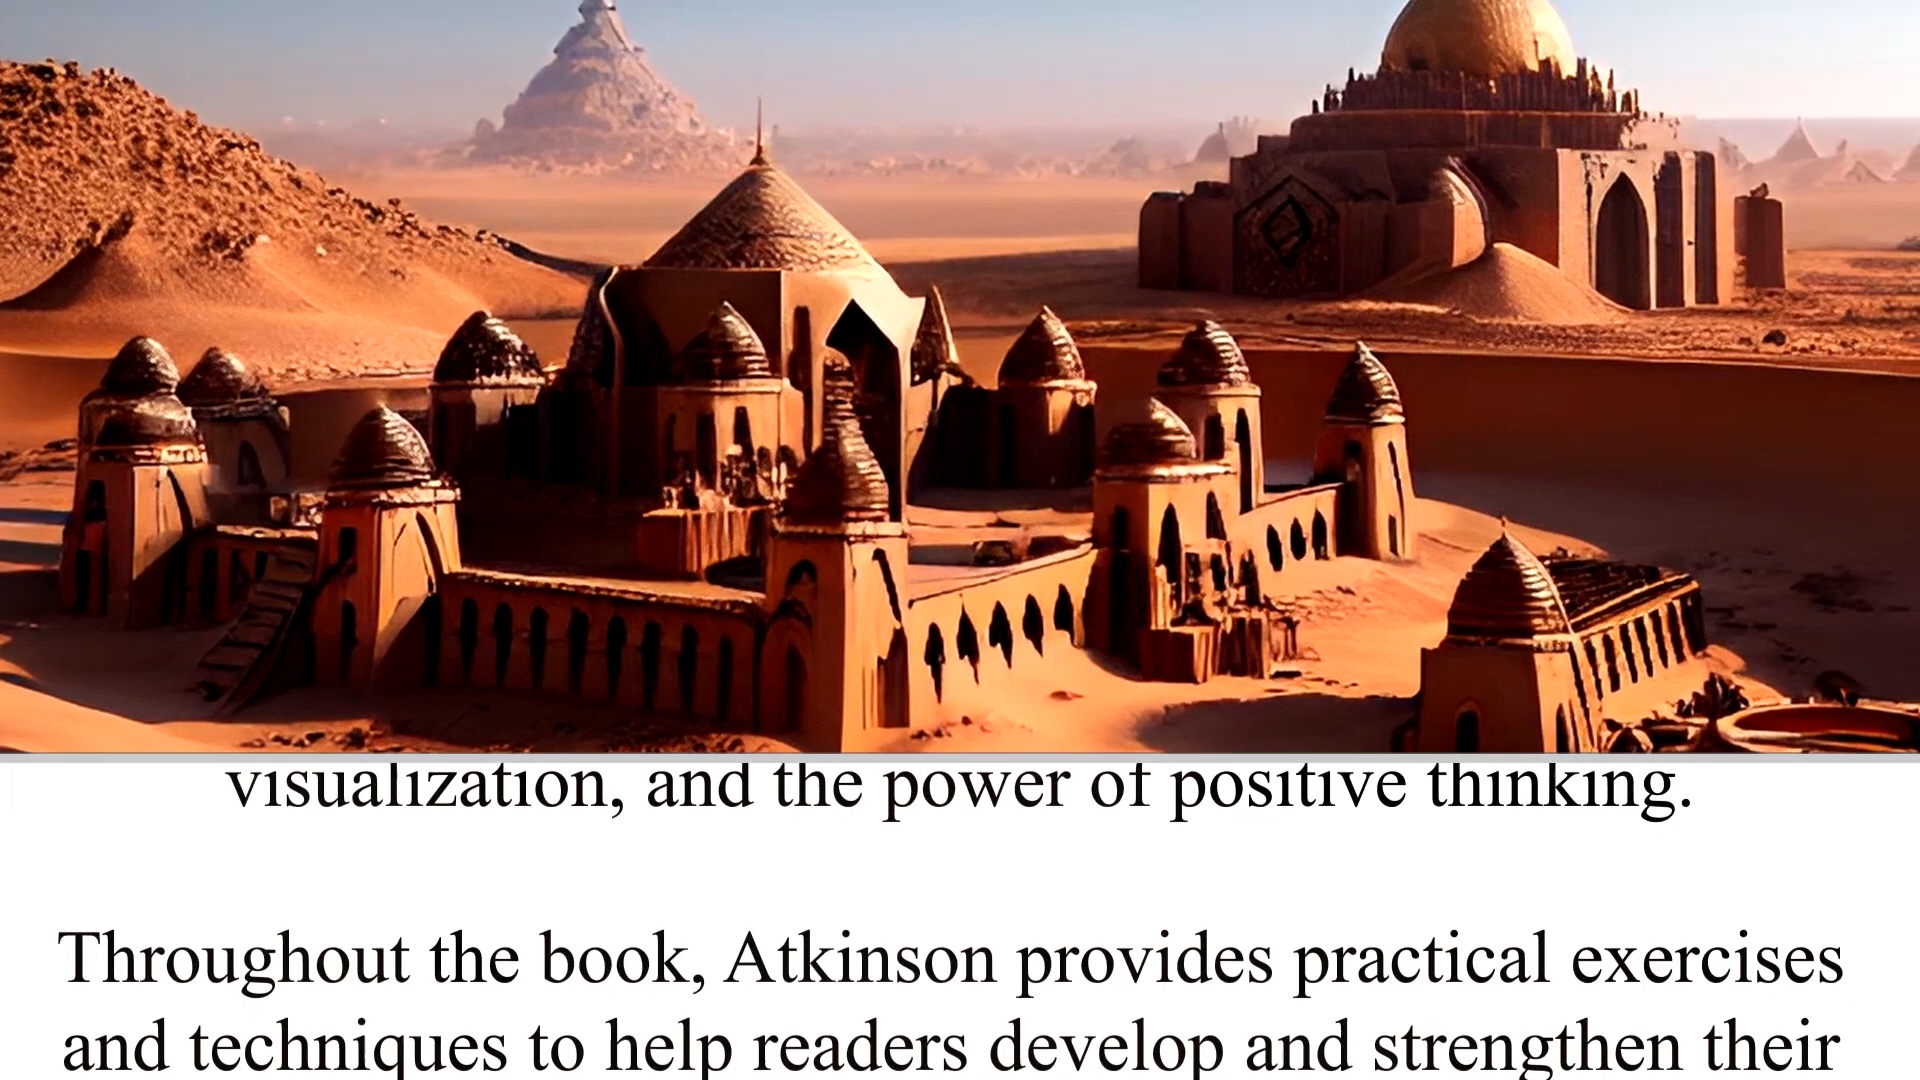 visualization, and the power of positive thinking.
Throughout the book, Atkinson provides practical exercises
and techniques to help readers develop and strengthen their